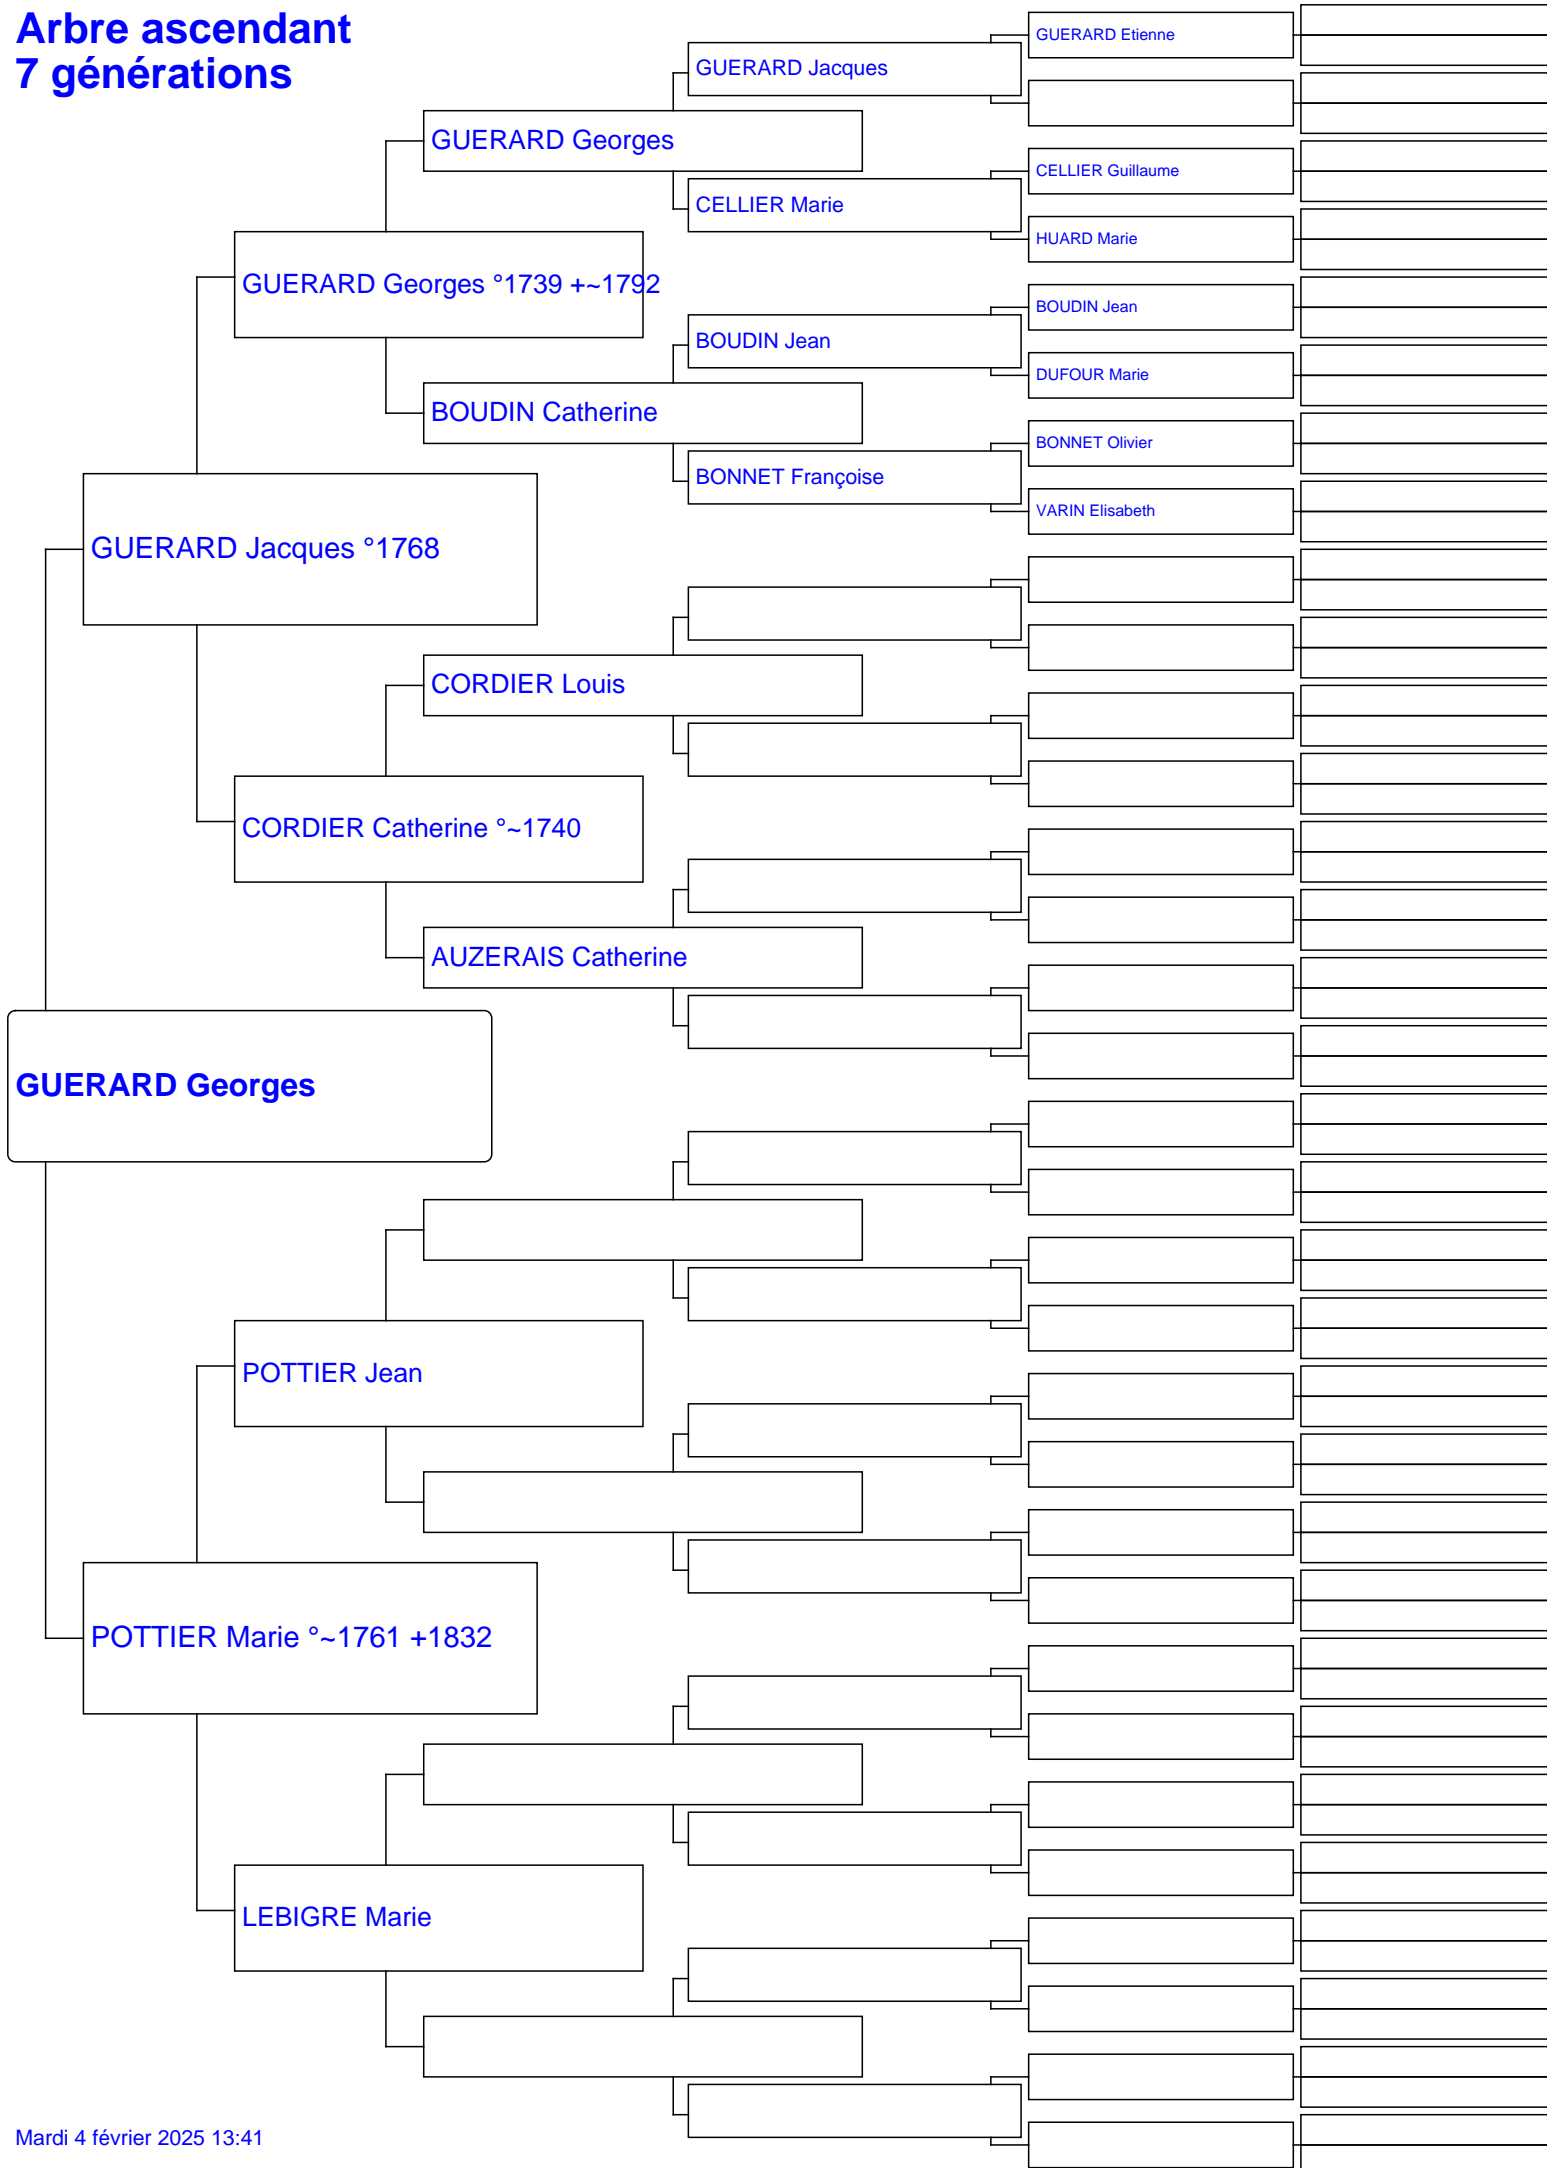 Arbre ascendant
7 générations
GUERARD Etienne
GUERARD Jacques
GUERARD Georges
CELLIER Guillaume
CELLIER Marie
HUARD Marie
GUERARD Georges °1739 +~1792
BOUDIN Jean
BOUDIN Jean
DUFOUR Marie
BOUDIN Catherine
BONNET Olivier
BONNET Françoise
VARIN Elisabeth
GUERARD Jacques °1768
CORDIER Louis
CORDIER Catherine °~1740
AUZERAIS Catherine
GUERARD Georges
POTTIER Jean
POTTIER Marie °~1761 +1832
LEBIGRE Marie
Mardi 4 février 2025 13:41